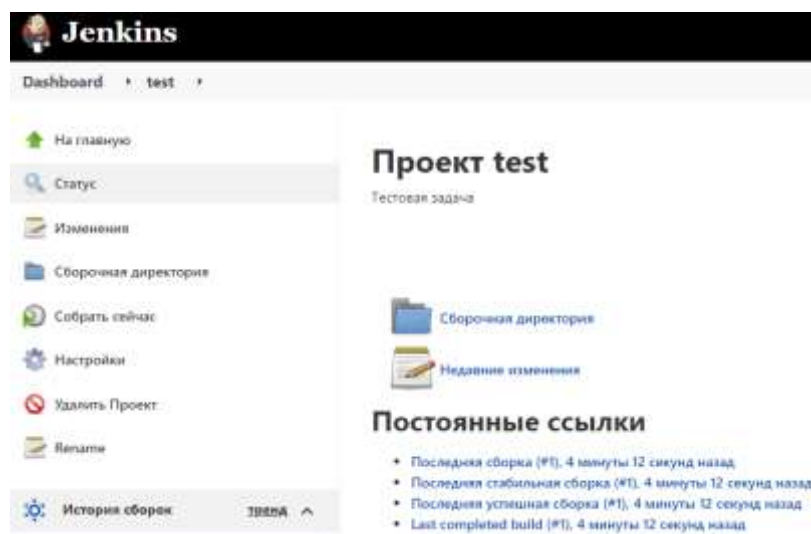 Jenkins
Dashboard test
На главную
Статус
Изменения
Сборочная директория
Собрать сейчас
Настройки
Удалить Проект
Rename
История сборок тренд
Проект test
Тестовая задача
Сборочная директория
Недавние изменения
Постоянные ссылки
Последняя сборка (#1), 4 минуты 12 секунд назад
Последняя стабильная сборка (#1), 4 минуты 12 секунд назад
Последняя успешная сборка (#1), 4 минуты 12 секунд назад
Last completed build (#1), 4 минуты 12 секунд назад